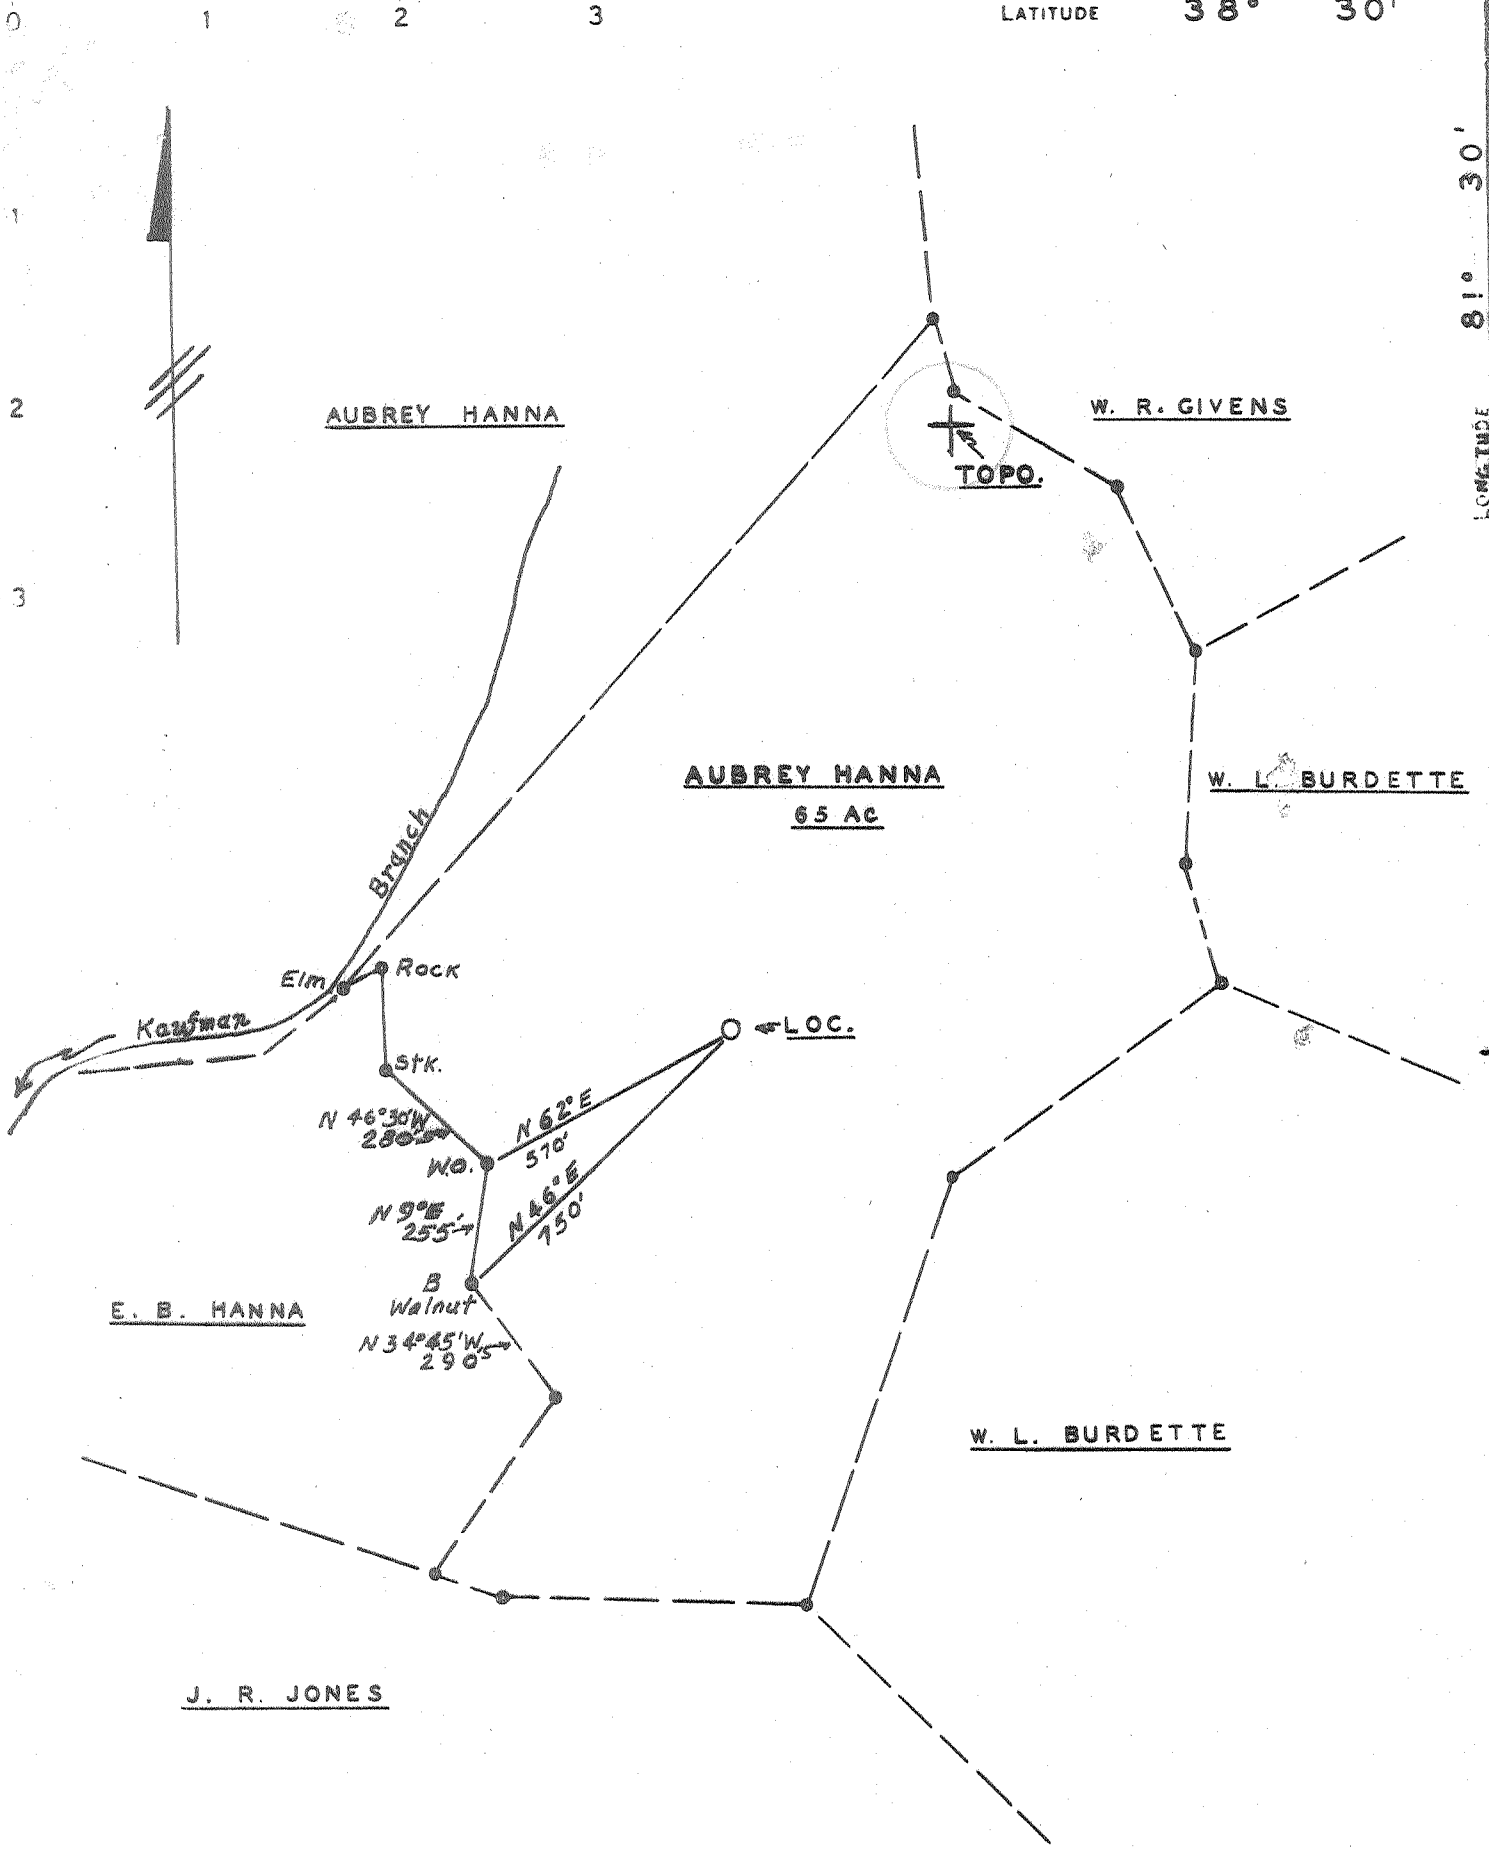 0 1 2 3 LATITUDE 38° 30'
81° 30'
LONGITUDE
1
2
3
AUBREY HANNA
W. R. GIVENS
TOPO.
AUBREY HANNA
65 AC
W. L. BURDETTE
Branch
Elm
Rock
Kaufman
LOC.
Stk.
N 46°30'W
280'
N 62° E
570'
W.O.
N 46° E
750'
N 9° E
255'
B
Walnut
E. B. HANNA
N 34°45'W
290'
W. L. BURDETTE
J. R. JONES